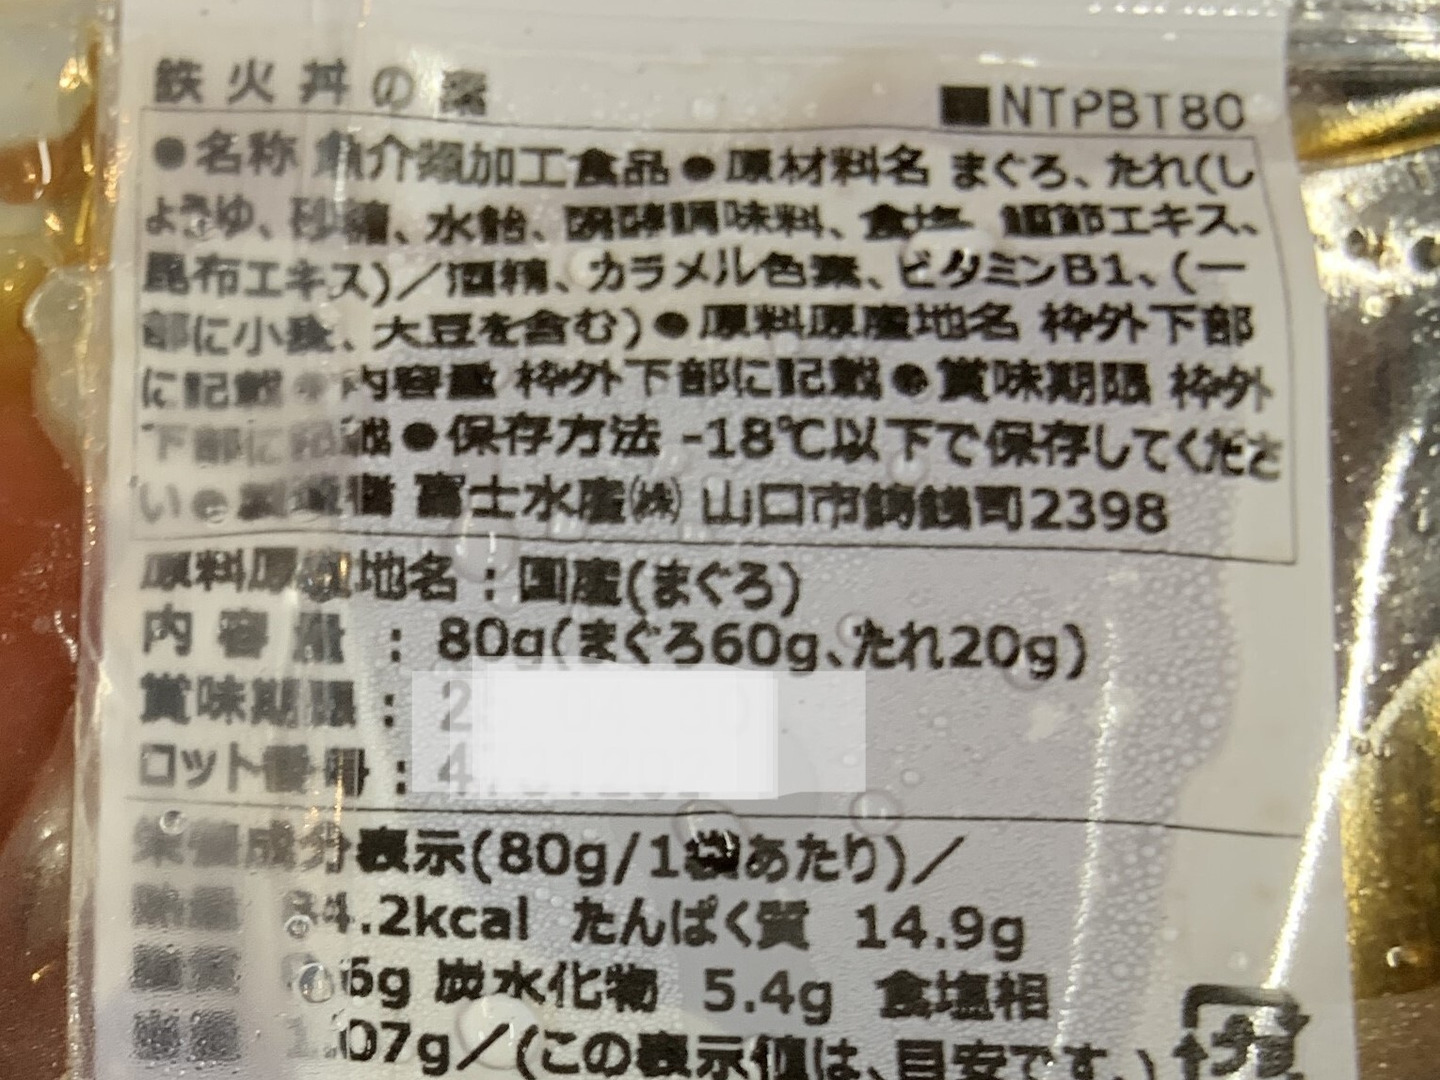 鉄火丼の素 ■NTPBT80
●名称 魚介類加工食品●原材料名 まぐろ、たれ(し
ょうゆ、砂糖、水飴、醗酵調味料、食塩、鰹節エキス、
昆布エキス)/酒精、カラメル色素、ビタミンB1、(一
部に小麦、大豆を含む)●原料原産地名 枠外下部
に記載●内容量 枠外下部に記載●賞味期限 枠外
下部に記載●保存方法 -18℃以下で保存してくださ
い●製造者 富士水産㈱ 山口市鋳銭司2398
原料原産地名:国産(まぐろ)
内容量:80g(まぐろ60g、たれ20g)
賞味期限:
ロット番号:
栄養成分表示(80g/1袋あたり)/
熱量 4.2kcal たんぱく質 14.9g
脂質 6g 炭水化物 5.4g 食塩相
当量 1.07g/(この表示値は、目安です。)